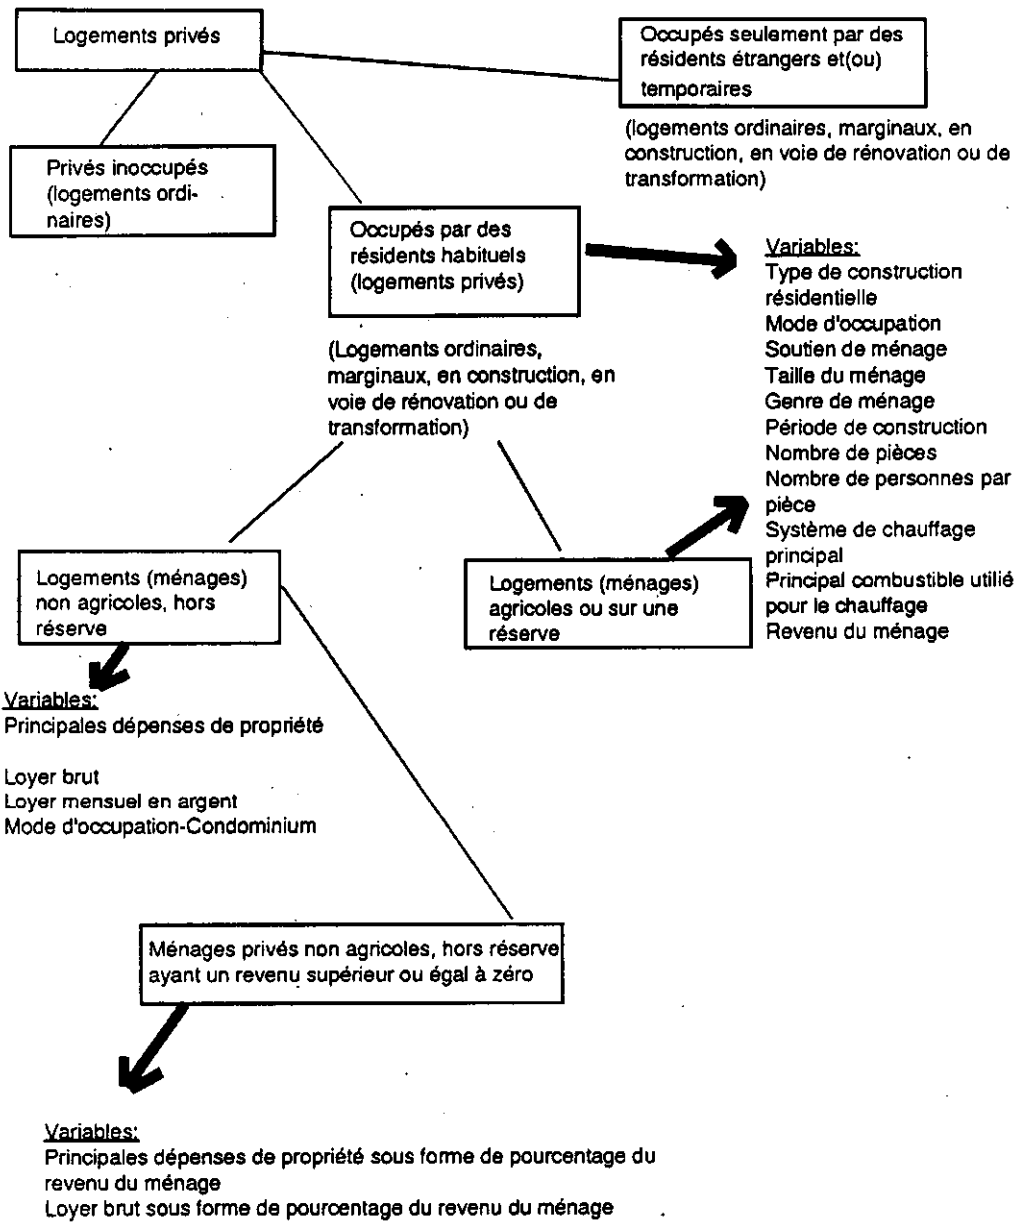 Logements privés
Occupés seulement par des
résidents étrangers et(ou)
temporaires
(logements ordinaires, marginaux, en
construction, en voie de rénovation ou de
transformation)
Privés inoccupés
(logements ordi-
naires)
Occupés par des
résidents habituels
(logements privés)
(Logements ordinaires,
marginaux, en construction, en
voie de rénovation ou de
transformation)
Variables:
Type de construction
résidentielle
Mode d'occupation
Soutien de ménage
Taille du ménage
Genre de ménage
Période de construction
Nombre de pièces
Nombre de personnes par
pièce
Système de chauffage
principal
Principal combustible utilié
pour le chauffage
Revenu du ménage
Logements (ménages)
non agricoles, hors
réserve
Logements (ménages)
agricoles ou sur une
réserve
Variables:
Principales dépenses de propriété
Loyer brut
Loyer mensuel en argent
Mode d'occupation-Condominium
Ménages privés non agricoles, hors réserve
ayant un revenu supérieur ou égal à zéro
Variables:
Principales dépenses de propriété sous forme de pourcentage du
revenu du ménage
Loyer brut sous forme de pourcentage du revenu du ménage